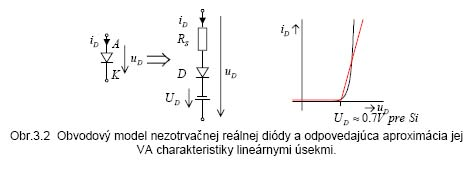 i_D A
u_D
K
i_D
R_S
D
U_D
u_D
i_D
u_D
U_D ≈ 0.7V pre Si
Obr.3.2 Obvodový model nezotrvačnej reálnej diódy a odpovedajúca aproximácia jej
VA charakteristiky lineárnymi úsekmi.